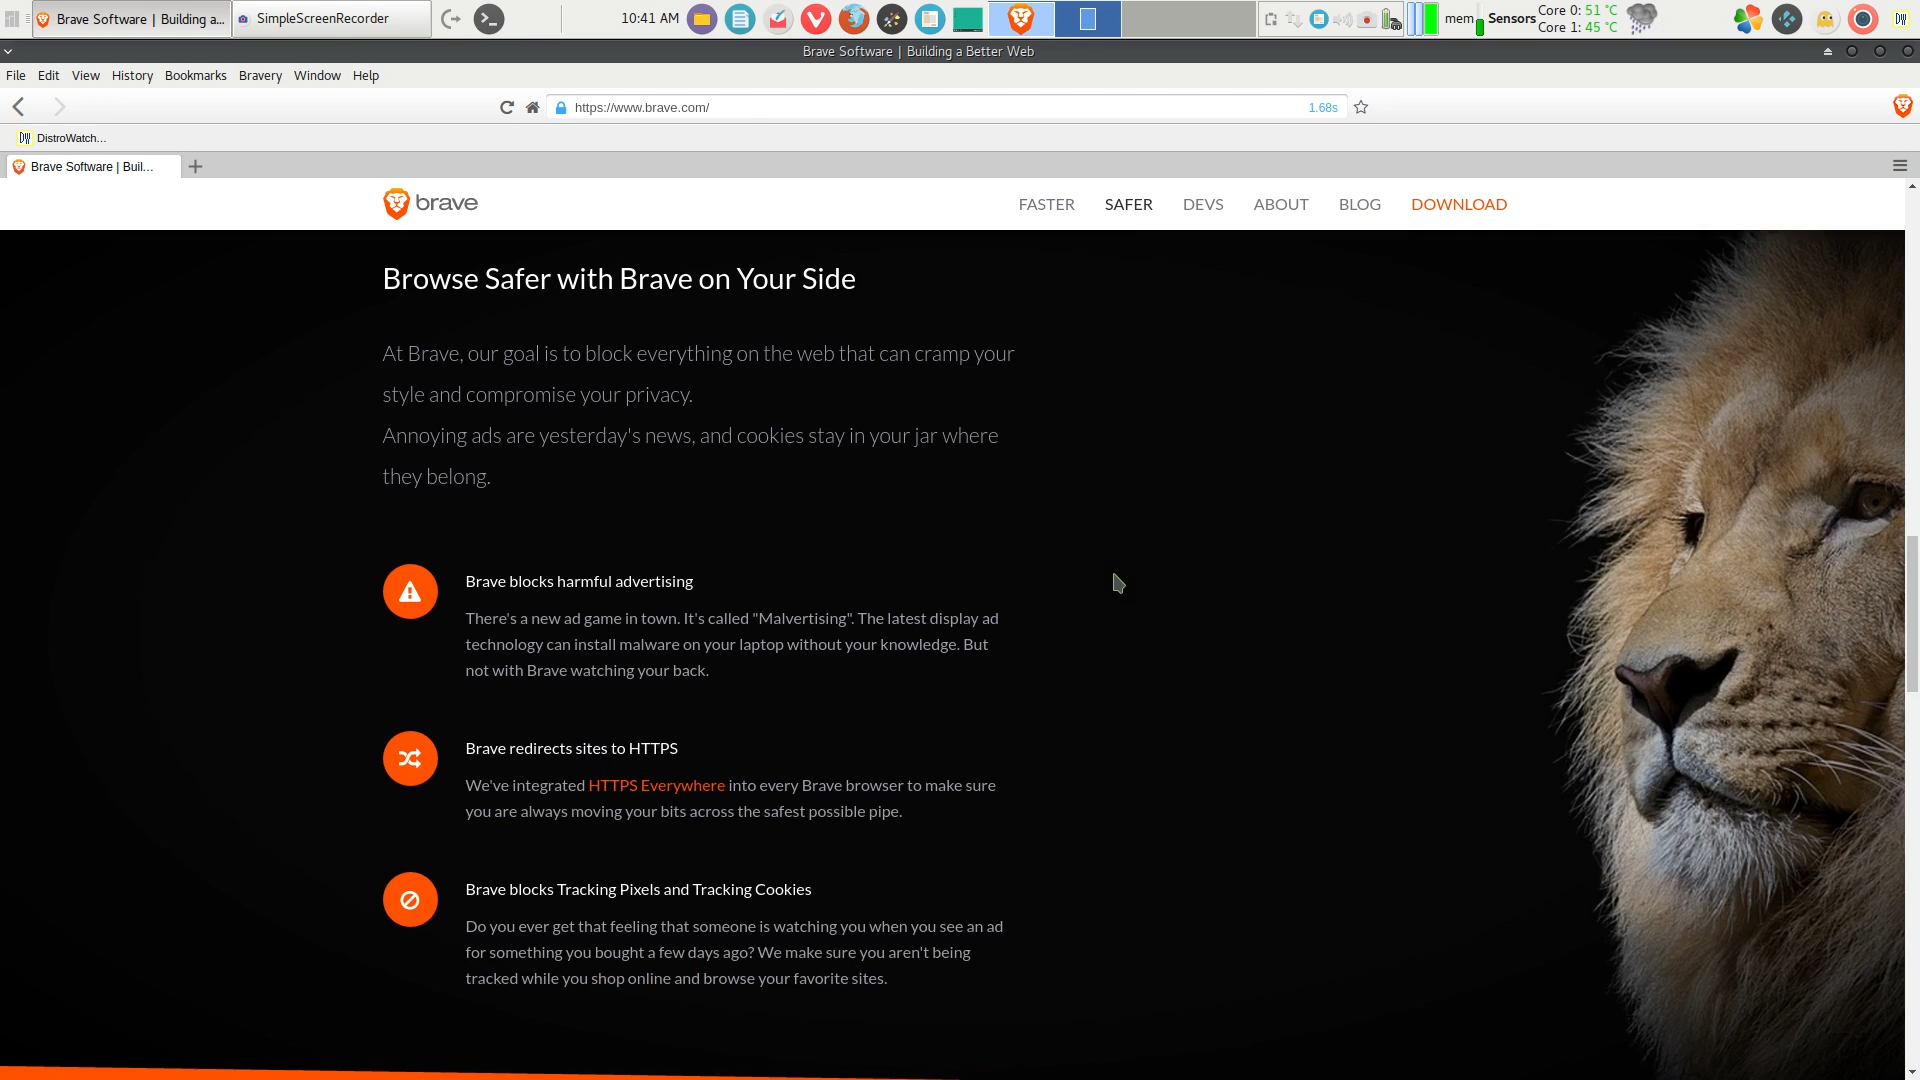 Brave Software | Building a...
SimpleScreenRecorder
10:41 AM
mem
Sensors
Core 0: 51 °C
Core 1: 45 °C
DW
Brave Software | Building a Better Web
File Edit View History Bookmarks Bravery Window Help
https://www.brave.com/
1.68s
DW DistroWatch...
Brave Software | Buil...
brave
FASTER SAFER DEVS ABOUT BLOG DOWNLOAD
Browse Safer with Brave on Your Side
At Brave, our goal is to block everything on the web that can cramp your
style and compromise your privacy.
Annoying ads are yesterday's news, and cookies stay in your jar where
they belong.
Brave blocks harmful advertising
There's a new ad game in town. It's called "Malvertising". The latest display ad
technology can install malware on your laptop without your knowledge. But
not with Brave watching your back.
Brave redirects sites to HTTPS
We've integrated HTTPS Everywhere into every Brave browser to make sure
you are always moving your bits across the safest possible pipe.
Brave blocks Tracking Pixels and Tracking Cookies
Do you ever get that feeling that someone is watching you when you see an ad
for something you bought a few days ago? We make sure you aren't being
tracked while you shop online and browse your favorite sites.